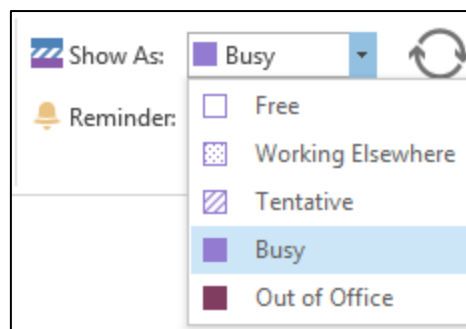 Show As: Busy
Reminder:
Free
Working Elsewhere
Tentative
Busy
Out of Office